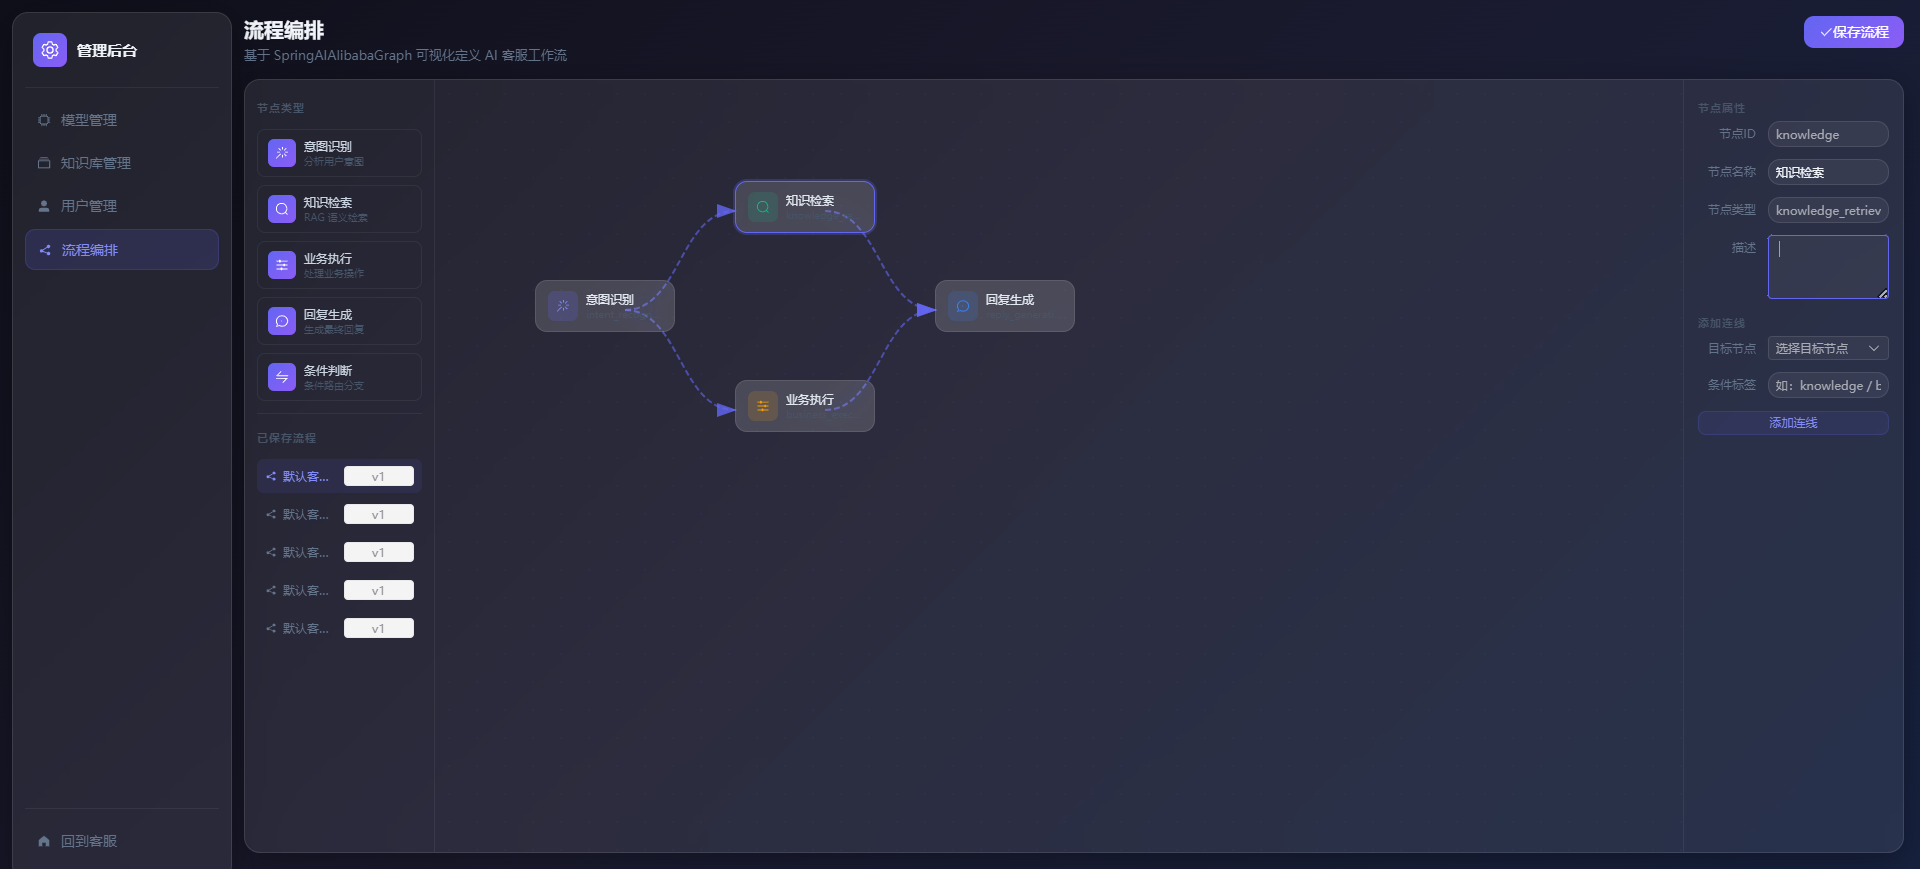 管理后台
模型管理
知识库管理
用户管理
流程编排
回到客服
流程编排
基于 SpringAIAlibabaGraph 可视化定义 AI 客服工作流
✓保存流程
节点类型
意图识别
分析用户意图
知识检索
RAG 语义检索
业务执行
处理业务操作
回复生成
生成最终回复
条件判断
条件路由分支
已保存流程
默认客... v1
默认客... v1
默认客... v1
默认客... v1
默认客... v1
知识检索
意图识别
回复生成
业务执行
节点属性
节点ID knowledge
节点名称 知识检索
节点类型 knowledge_retriev
描述
添加连线
目标节点 选择目标节点
条件标签 如：knowledge / b
添加连线